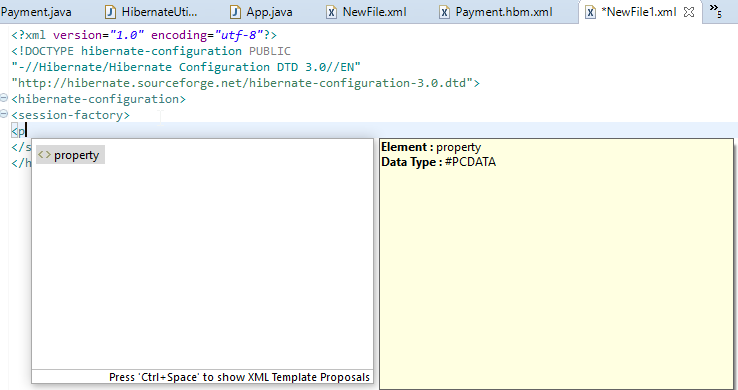 Payment.java HibernateUti... App.java NewFile.xml Payment.hbm.xml *NewFile1.xml »5
<?xml version="1.0" encoding="utf-8"?>
<!DOCTYPE hibernate-configuration PUBLIC
"-//Hibernate/Hibernate Configuration DTD 3.0//EN"
"http://hibernate.sourceforge.net/hibernate-configuration-3.0.dtd">
<hibernate-configuration>
<session-factory>
<p
</s
</h
<> property
Press 'Ctrl+Space' to show XML Template Proposals
Element : property
Data Type : #PCDATA